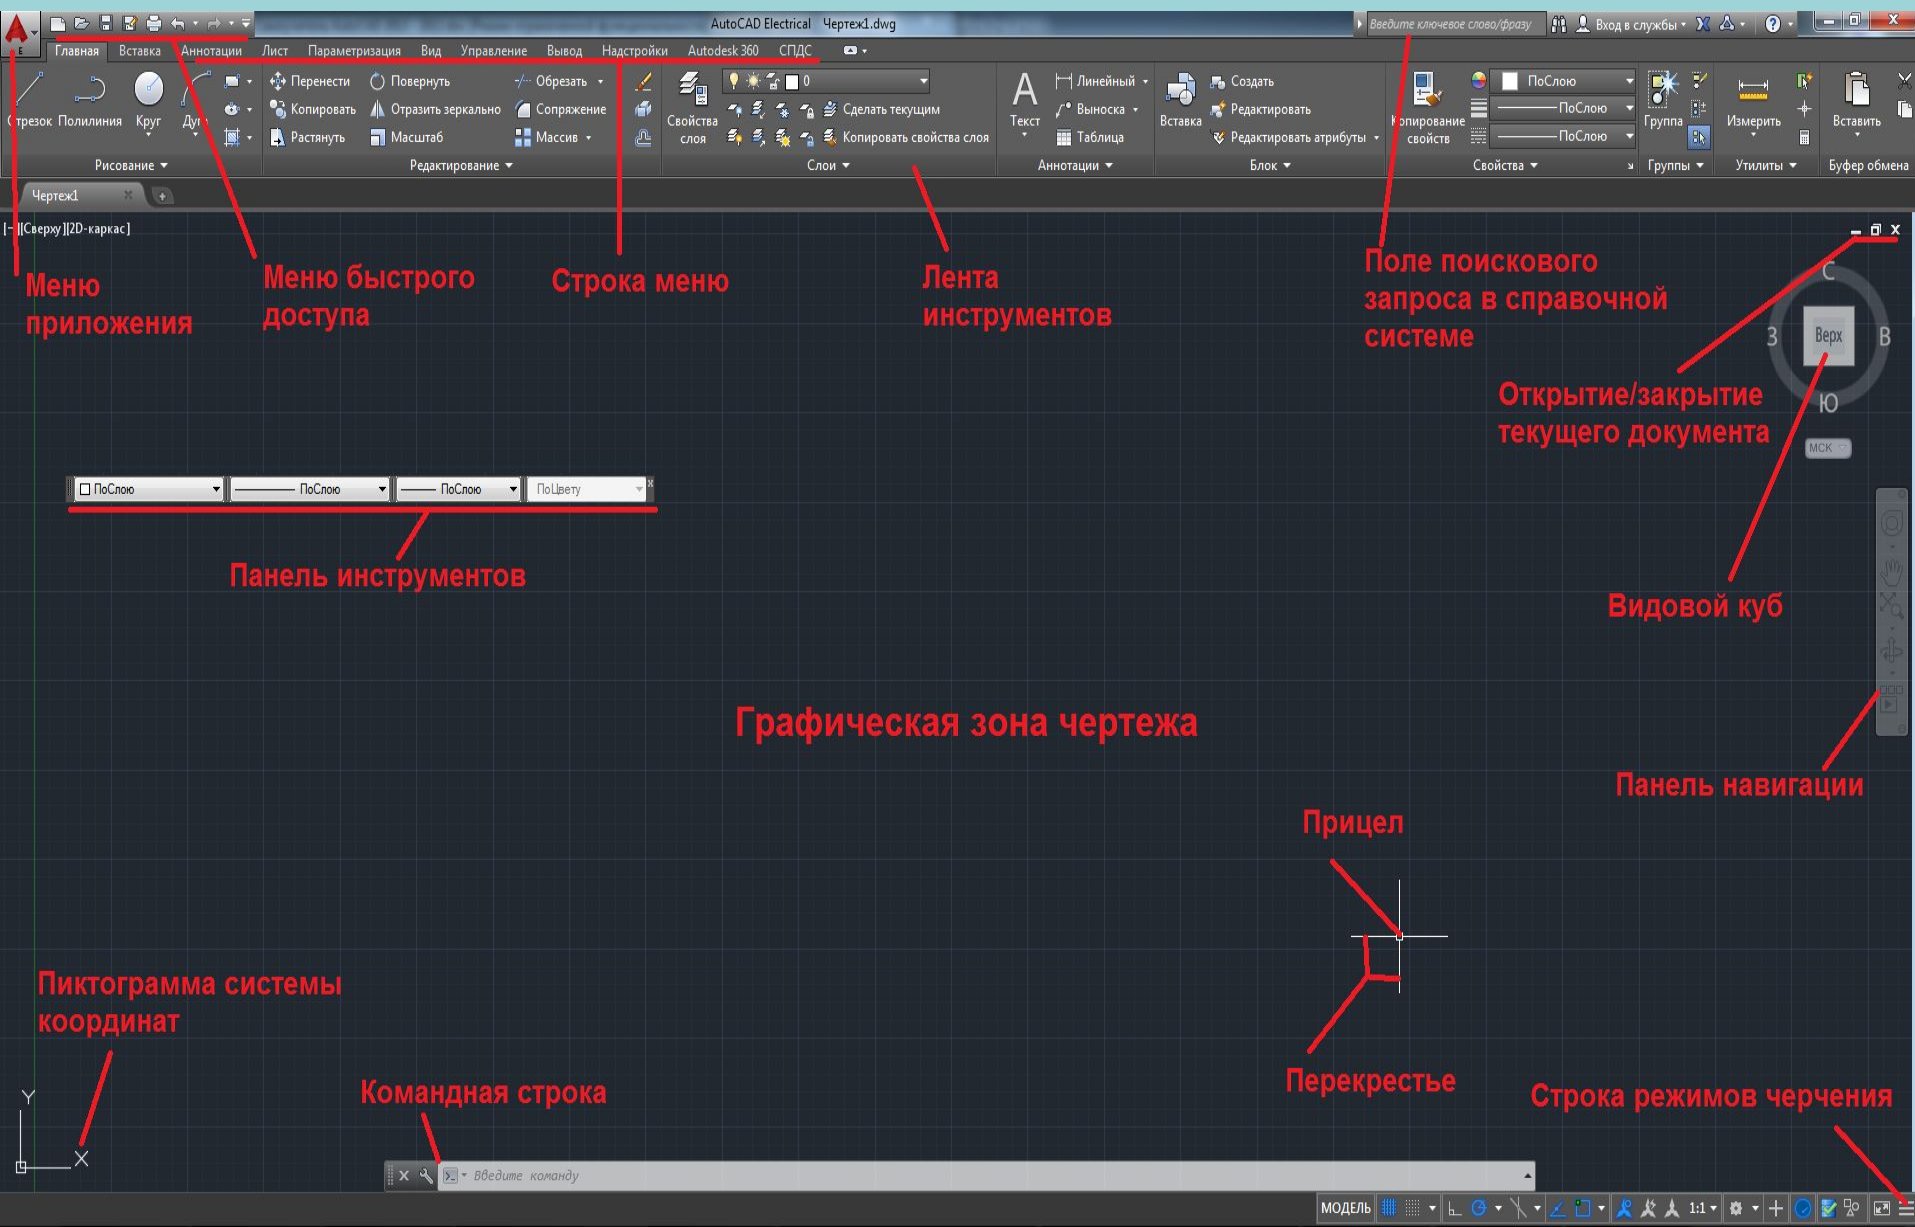 AutoCAD Electrical Чертеж1.dwg
Введите ключевое слово/фразу
Вход в службы
E
Главная Вставка Аннотации Лист Параметризация Вид Управление Вывод Надстройки Autodesk 360 СПДС
Отрезок Полилиния Круг Дуга
Перенести Повернуть Обрезать
Копировать Отразить зеркально Сопряжение
Растянуть Масштаб Массив
Свойства слоя
0
Сделать текущим
Копировать свойства слоя
Текст
Линейный
Выноска
Таблица
Вставка
Создать
Редактировать
Редактировать атрибуты
Копирование свойств
ПоСлою
ПоСлою
ПоСлою
Группа
Измерить
Вставить
Рисование Редактирование Слои Аннотации Блок Свойства Группы Утилиты Буфер обмена
Чертеж1
[–][Сверху][2D-каркас]
Меню
приложения
Меню быстрого
доступа
Строка меню
Лента
инструментов
Поле поискового
запроса в справочной
системе
С
З Верх В
Ю
МСК
Открытие/закрытие
текущего документа
ПоСлою ПоСлою ПоСлою ПоЦвету
Панель инструментов
Видовой куб
Графическая зона чертежа
Панель навигации
Прицел
Перекрестье
Пиктограмма системы
координат
Y
X
Командная строка
Строка режимов черчения
Введите команду
МОДЕЛЬ 1:1